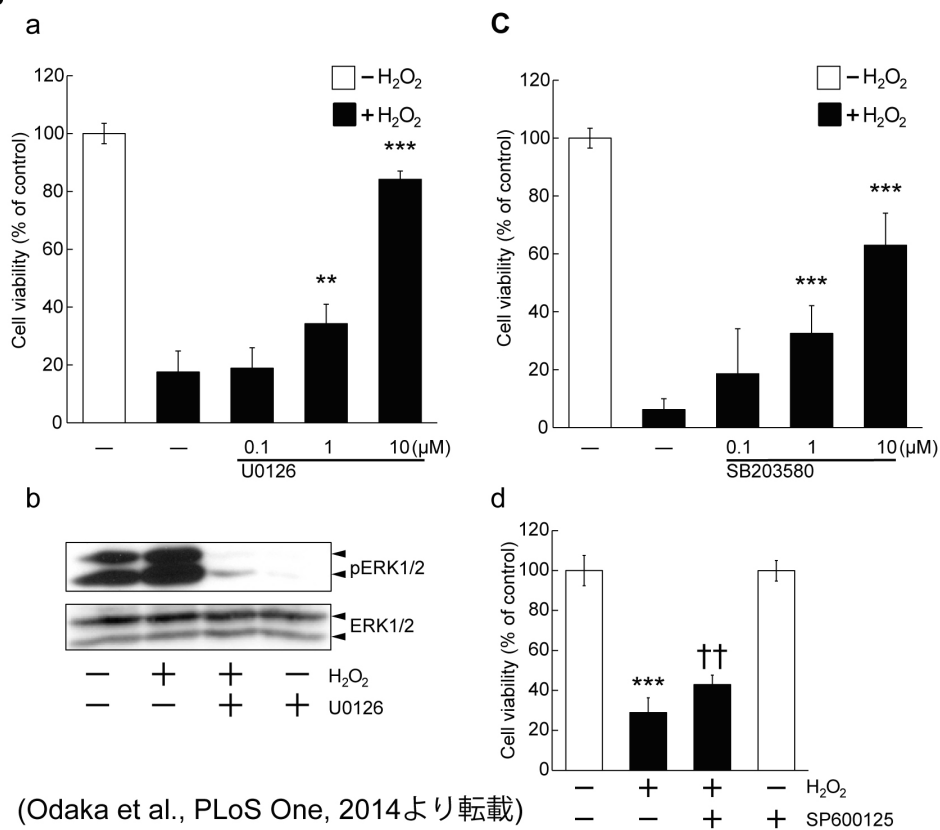 a
120
100
80
60
40
20
0
Cell viability (% of control)
−H₂O₂
+H₂O₂
**
***
— — 0.1 1 10(μM)
U0126
C
120
100
80
60
40
20
0
Cell viability (% of control)
−H₂O₂
+H₂O₂
***
***
— — 0.1 1 10(μM)
SB203580
b
pERK1/2
ERK1/2
− + + − H₂O₂
− − + + U0126
d
120
100
80
60
40
20
0
Cell viability (% of control)
***
††
− + + − H₂O₂
− − + + SP600125
(Odaka et al., PLoS One, 2014より転載)